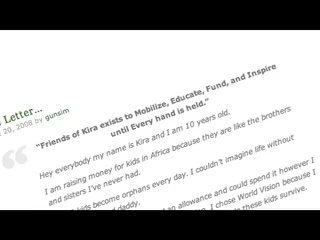 Letter...
20, 2008 by gunsim
"Friends of Kira exists to Mobilize, Educate, Fund, and Inspire
until Every hand is held."
Hey everybody my name is Kira and I am 10 years old.
I am raising money for kids in Africa because they are like the brothers
and sisters I've never had.
kids become orphans every day. I couldn't imagine life without
daddy.
an allowance and could spend it however I
. I chose World Vision because I
these kids survive.